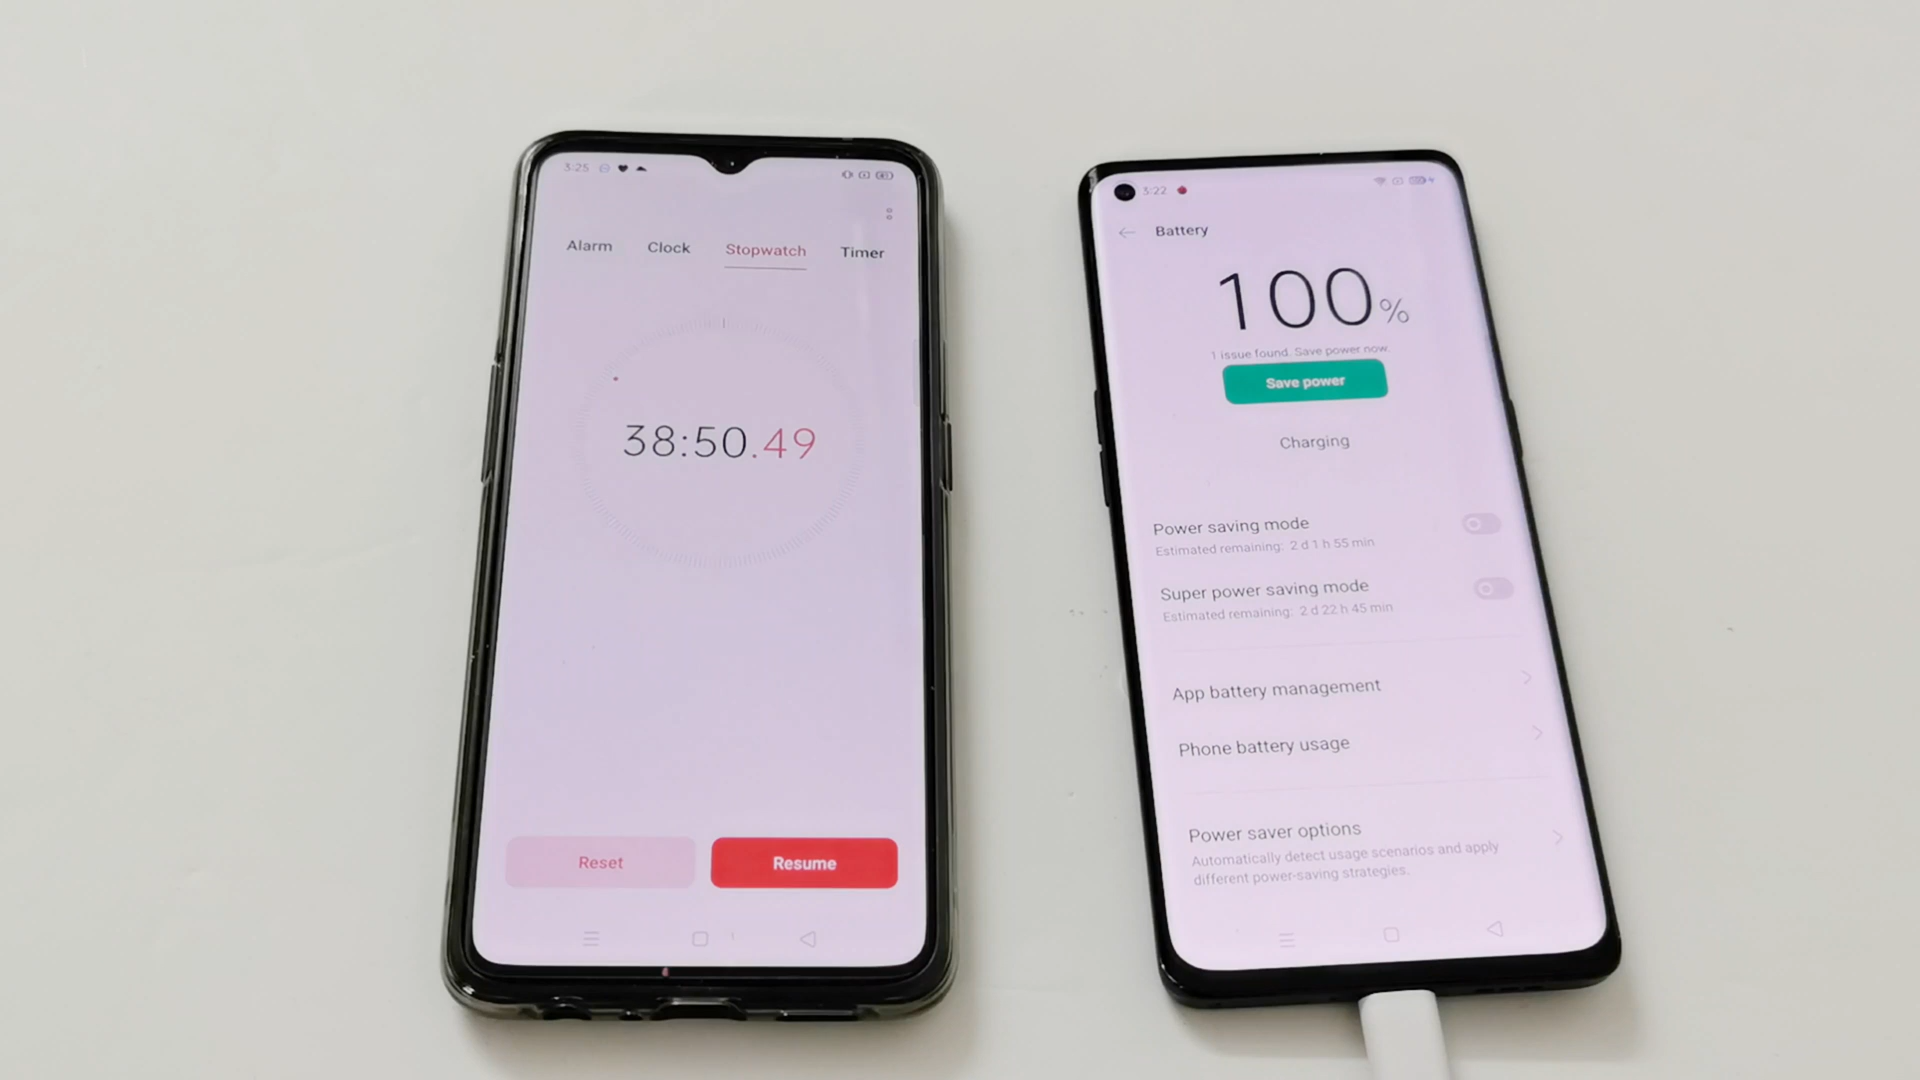 3:25
Alarm Clock Stopwatch Timer
38:50.49
Reset Resume
3:22
Battery
100%
1 issue found. Save power now.
Save power
Charging
Power saving mode
Estimated remaining: 2 d 1 h 55 min
Super power saving mode
Estimated remaining: 2 d 22 h 45 min
App battery management
Phone battery usage
Power saver options
Automatically detect usage scenarios and apply
different power-saving strategies.